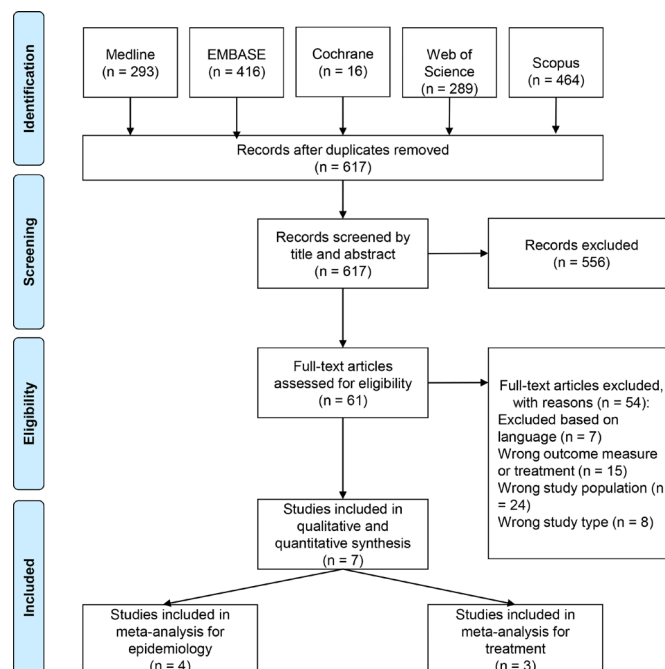 Identification
Medline
(n = 293)
EMBASE
(n = 416)
Cochrane
(n = 16)
Web of
Science
(n = 289)
Scopus
(n = 464)
Records after duplicates removed
(n = 617)
Screening
Records screened by
title and abstract
(n = 617)
Records excluded
(n = 556)
Eligibility
Full-text articles
assessed for eligibility
(n = 61)
Full-text articles excluded,
with reasons (n = 54):
Excluded based on
language (n = 7)
Wrong outcome measure
or treatment (n = 15)
Wrong study population (n
= 24)
Wrong study type (n = 8)
Included
Studies included in
qualitative and
quantitative synthesis
(n = 7)
Studies included in
meta-analysis for
epidemiology
(n = 4)
Studies included in
meta-analysis for
treatment
(n = 3)